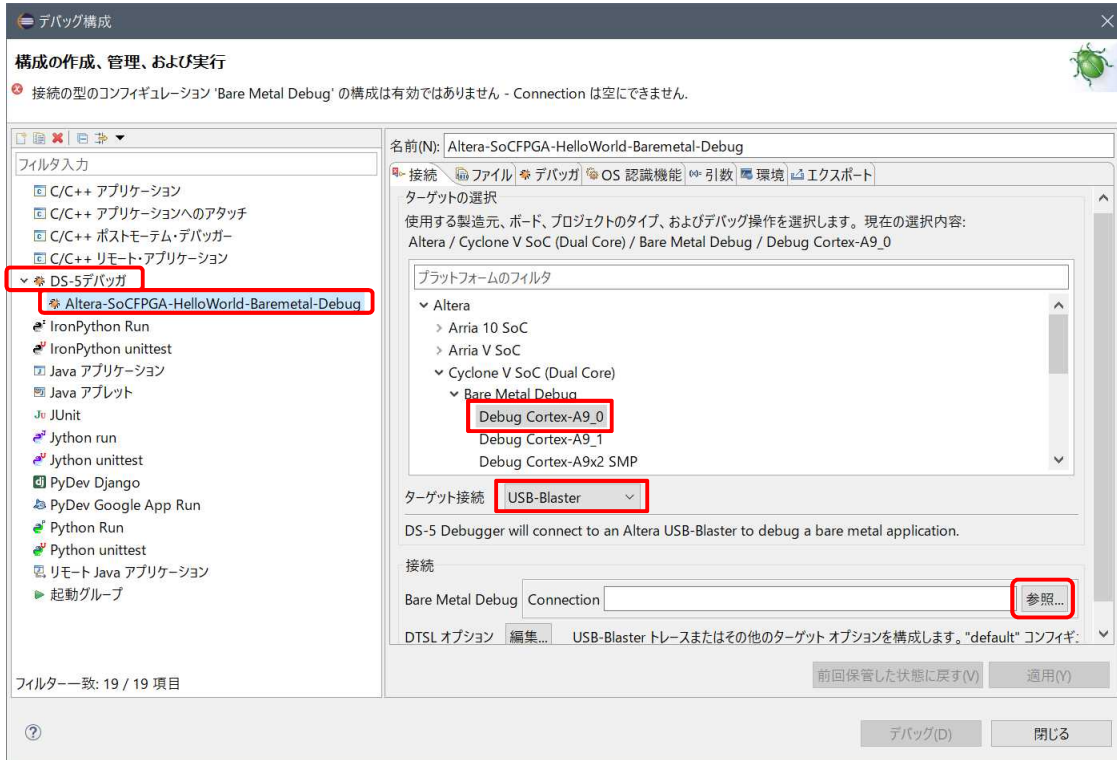 デバッグ構成
構成の作成、管理、および実行
接続の型のコンフィギュレーション 'Bare Metal Debug' の構成は有効ではありません - Connection は空にできません.
フィルタ入力
C/C++ アプリケーション
C/C++ アプリケーションへのアタッチ
C/C++ ポストモーテム・デバッガー
C/C++ リモート・アプリケーション
DS-5デバッガ
Altera-SoCFPGA-HelloWorld-Baremetal-Debug
IronPython Run
IronPython unittest
Java アプリケーション
Java アプレット
JUnit
Jython run
Jython unittest
PyDev Django
PyDev Google App Run
Python Run
Python unittest
リモート Java アプリケーション
起動グループ
フィルター一致: 19 / 19 項目
名前(N): Altera-SoCFPGA-HelloWorld-Baremetal-Debug
接続 ファイル デバッガ OS 認識機能 引数 環境 エクスポート
ターゲットの選択
使用する製造元、ボード、プロジェクトのタイプ、およびデバッグ操作を選択します。現在の選択内容:
Altera / Cyclone V SoC (Dual Core) / Bare Metal Debug / Debug Cortex-A9_0
プラットフォームのフィルタ
Altera
Arria 10 SoC
Arria V SoC
Cyclone V SoC (Dual Core)
Bare Metal Debug
Debug Cortex-A9_0
Debug Cortex-A9_1
Debug Cortex-A9x2 SMP
ターゲット接続 USB-Blaster
DS-5 Debugger will connect to an Altera USB-Blaster to debug a bare metal application.
接続
Bare Metal Debug Connection 参照...
DTSL オプション 編集... USB-Blaster トレースまたはその他のターゲット オプションを構成します。"default" コンフィギ
前回保管した状態に戻す(V) 適用(Y)
デバッグ(D) 閉じる